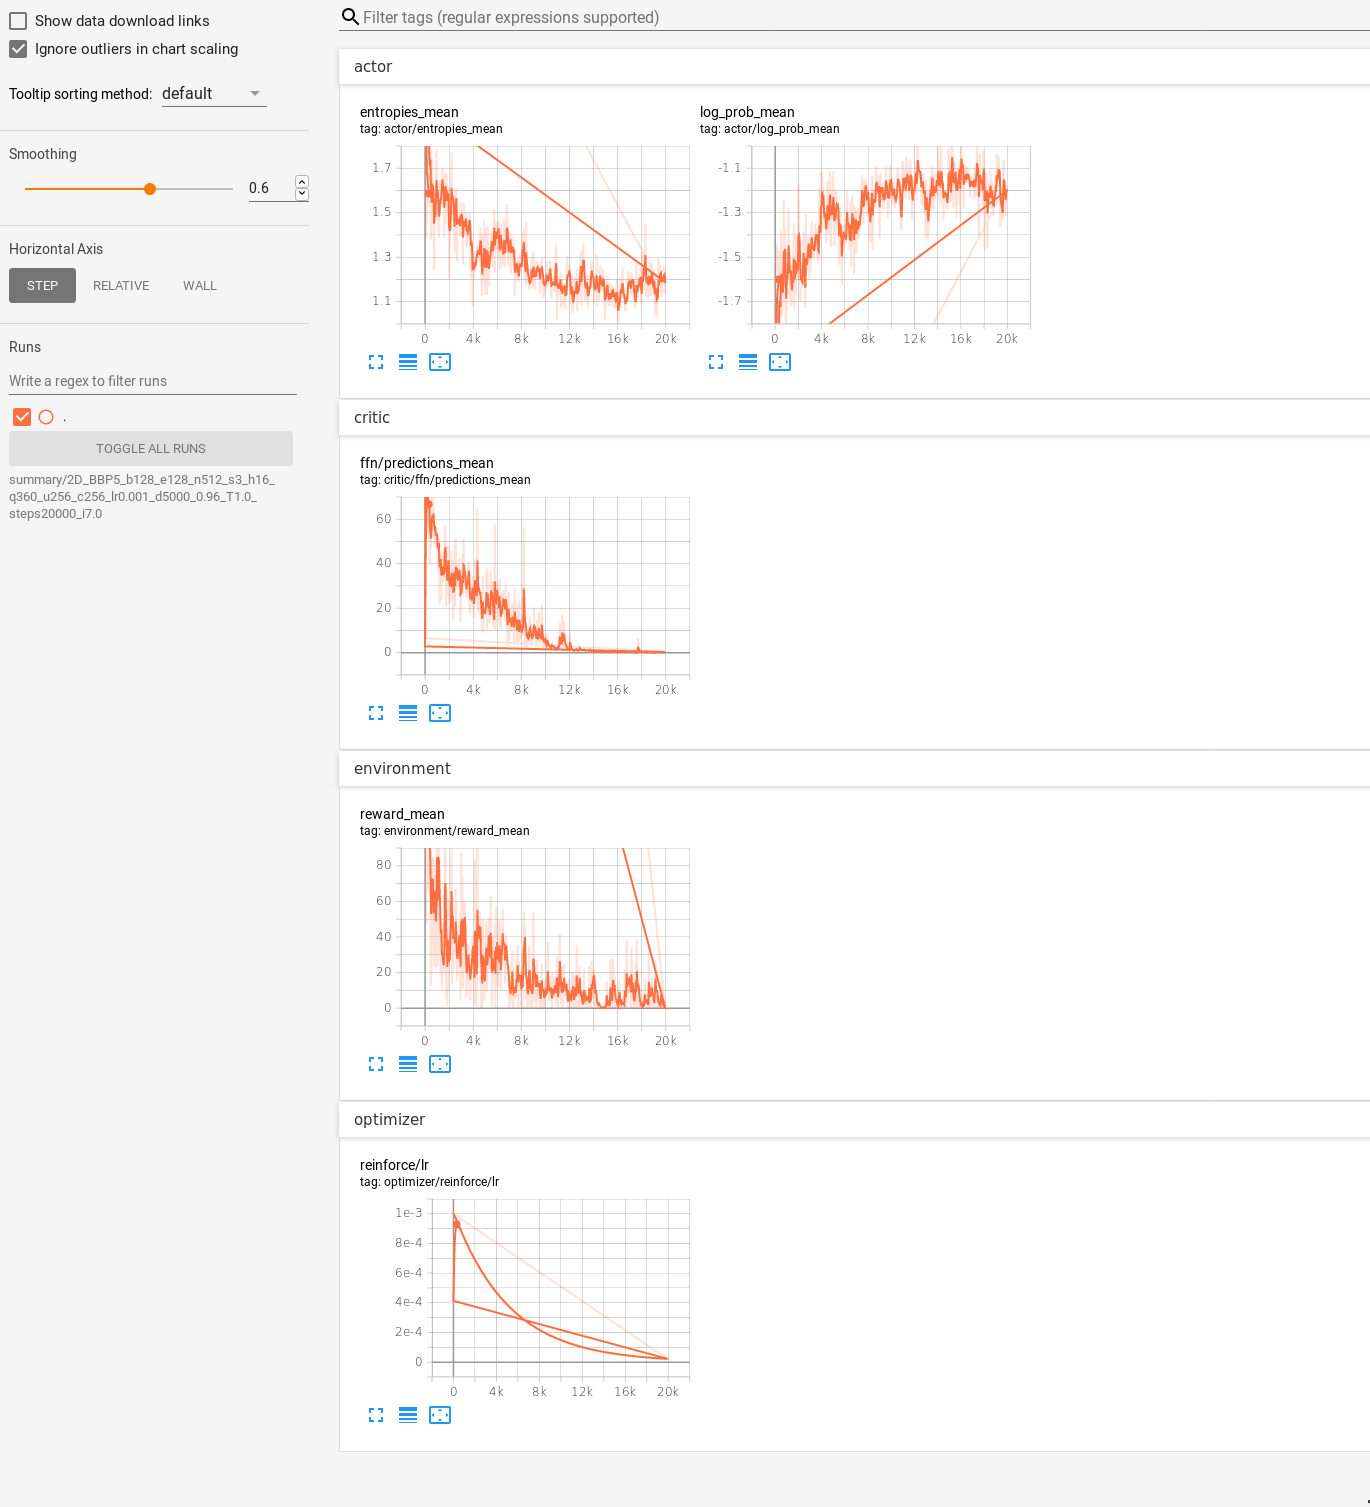 Show data download links
Ignore outliers in chart scaling
Tooltip sorting method: default
Smoothing
0.6
Horizontal Axis
STEP RELATIVE WALL
Runs
Write a regex to filter runs
.
TOGGLE ALL RUNS
summary/2D_BBP5_b128_e128_n512_s3_h16_
q360_u256_c256_lr0.001_d5000_0.96_T1.0_
steps20000_i7.0
Filter tags (regular expressions supported)
actor
entropies_mean
tag: actor/entropies_mean
1.7
1.5
1.3
1.1
0 4k 8k 12k 16k 20k
log_prob_mean
tag: actor/log_prob_mean
-1.1
-1.3
-1.5
-1.7
0 4k 8k 12k 16k 20k
critic
ffn/predictions_mean
tag: critic/ffn/predictions_mean
60
40
20
0
0 4k 8k 12k 16k 20k
environment
reward_mean
tag: environment/reward_mean
80
60
40
20
0
0 4k 8k 12k 16k 20k
optimizer
reinforce/lr
tag: optimizer/reinforce/lr
1e-3
8e-4
6e-4
4e-4
2e-4
0
0 4k 8k 12k 16k 20k